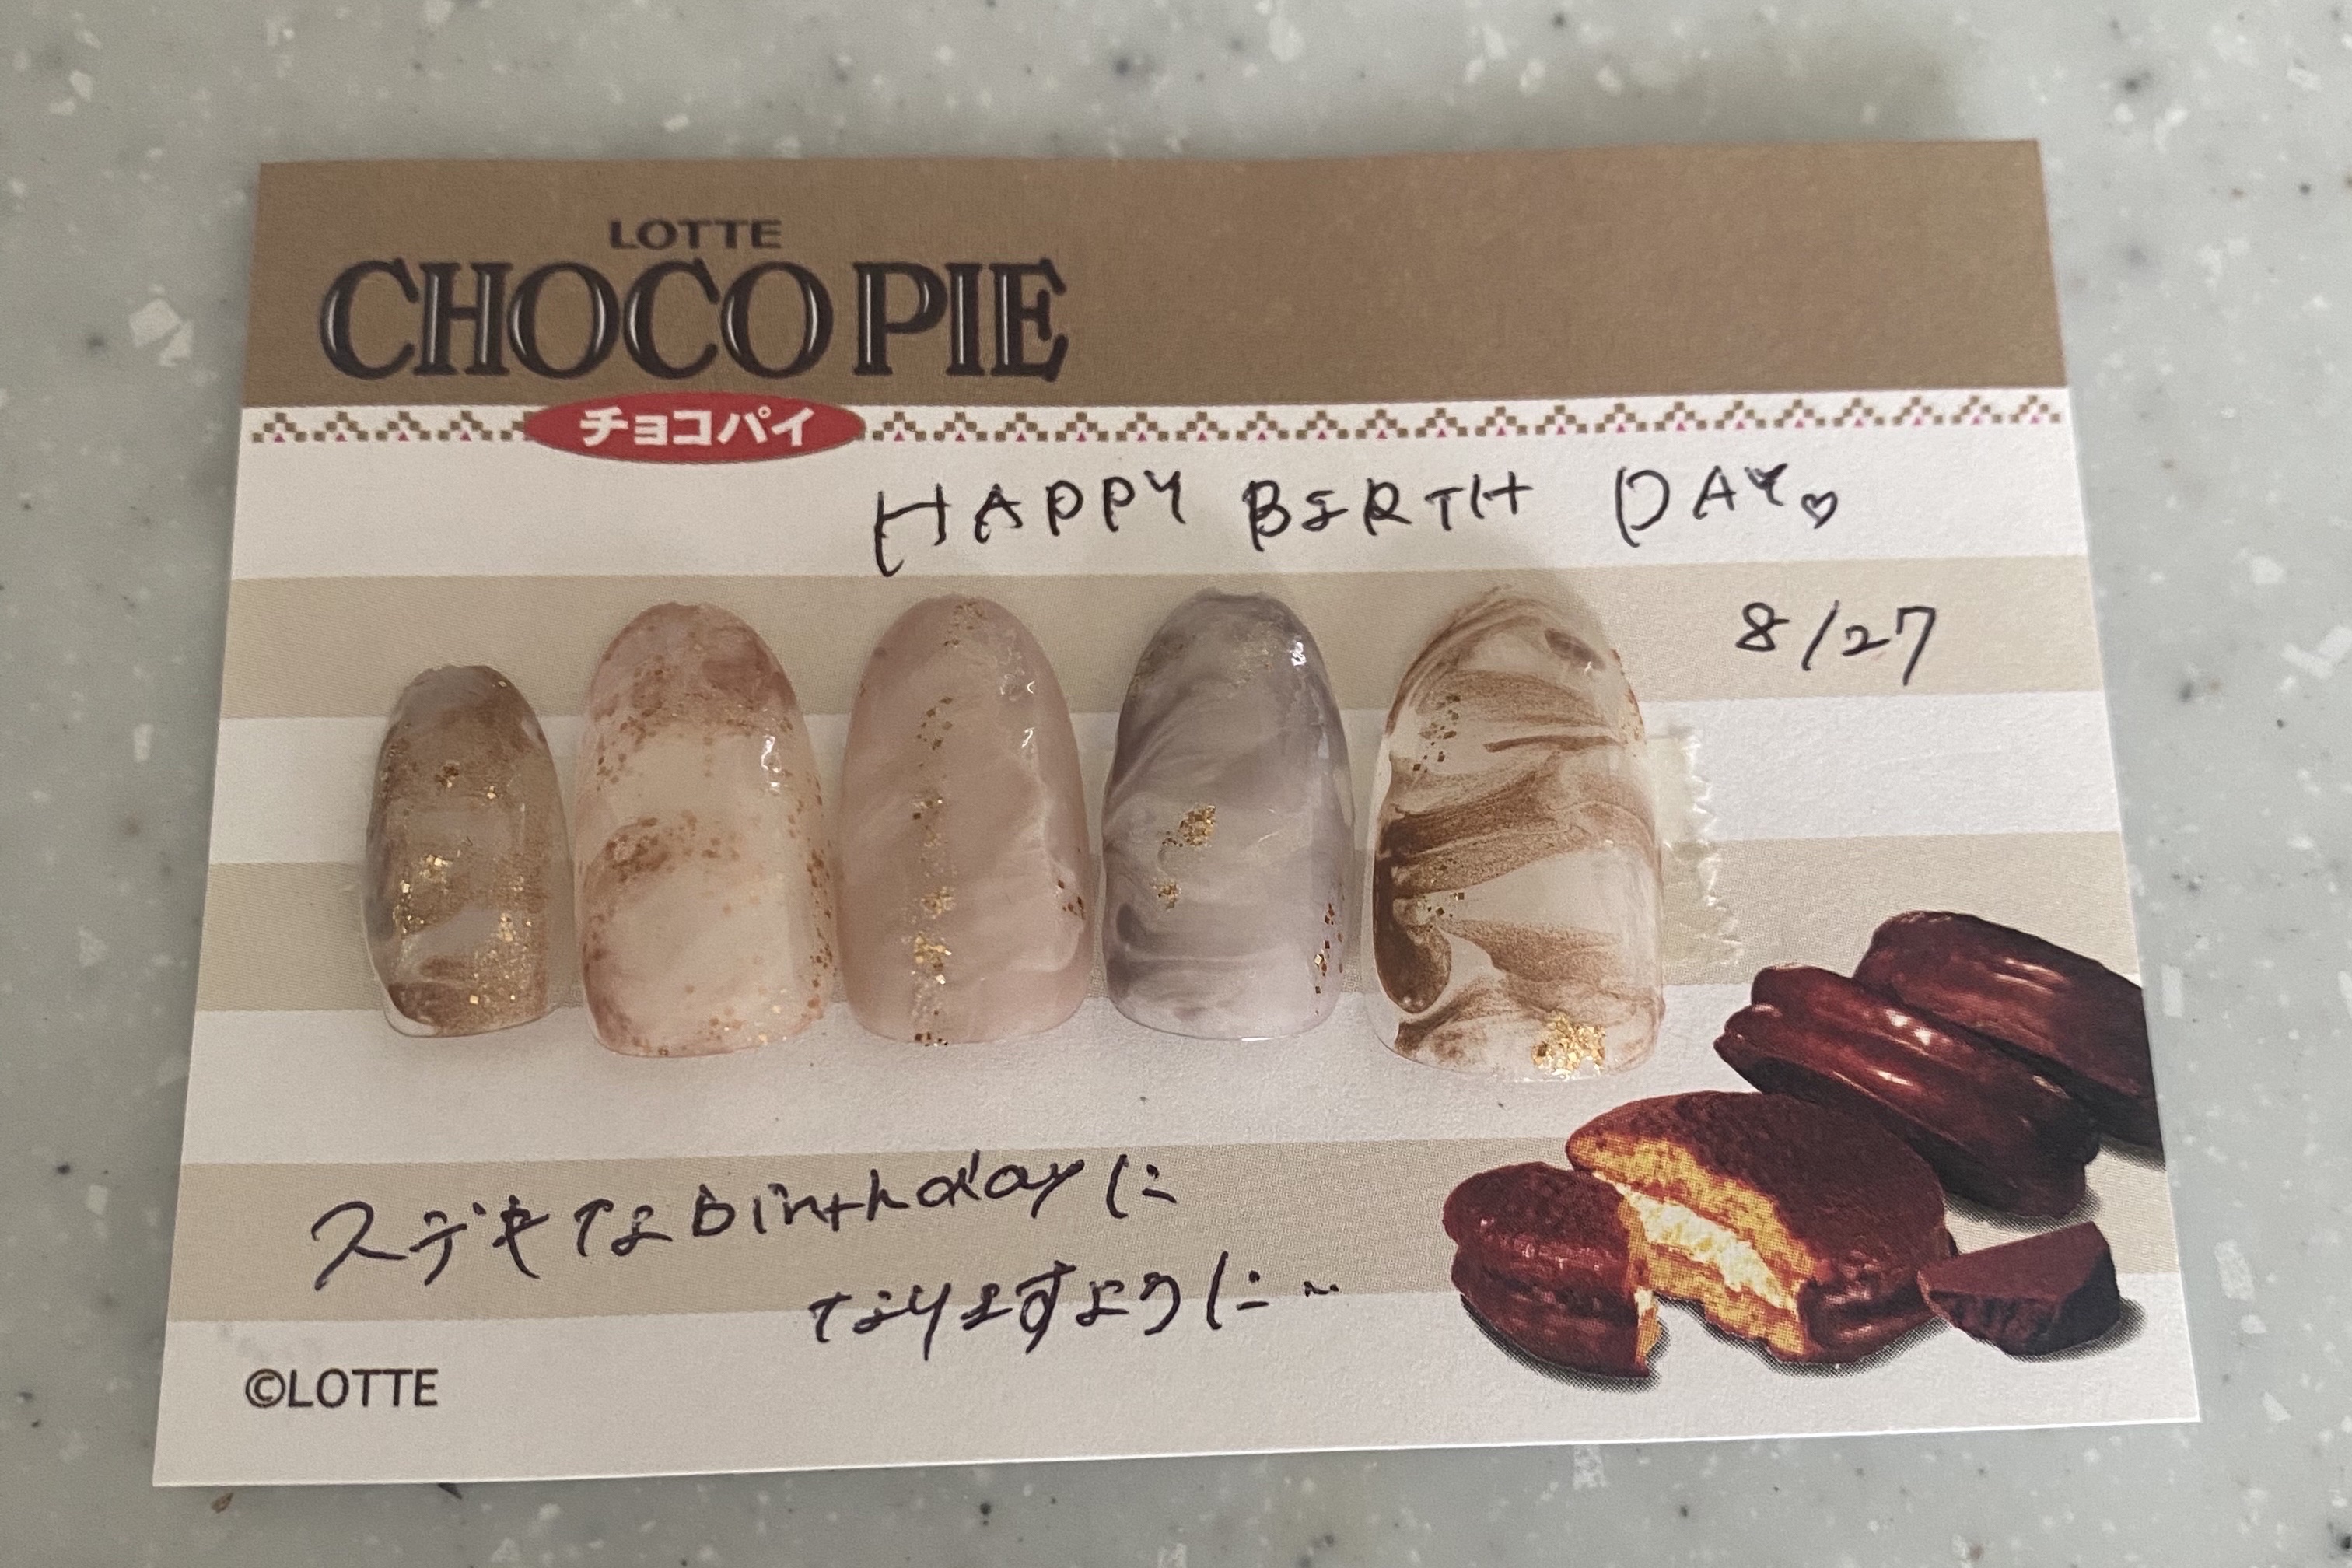 LOTTE
CHOCO PIE
チョコパイ
HAPPY BIRTH DAY♡
8/27
ステキなbirthdayに
なりますように…
©LOTTE